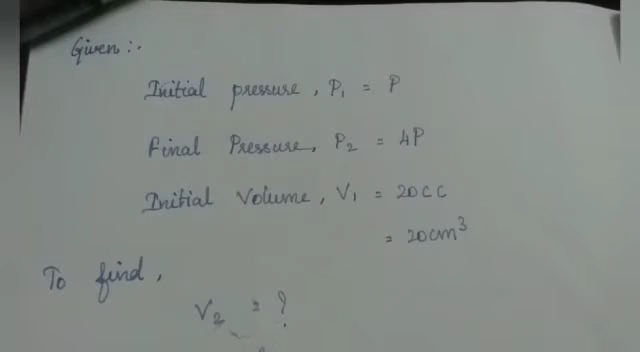 Given :-
Initial pressure, P₁ = P
Final Pressure, P₂ = 4P
Initial Volume, V₁ = 20CC
= 20cm³
To find,
V₂ = ?